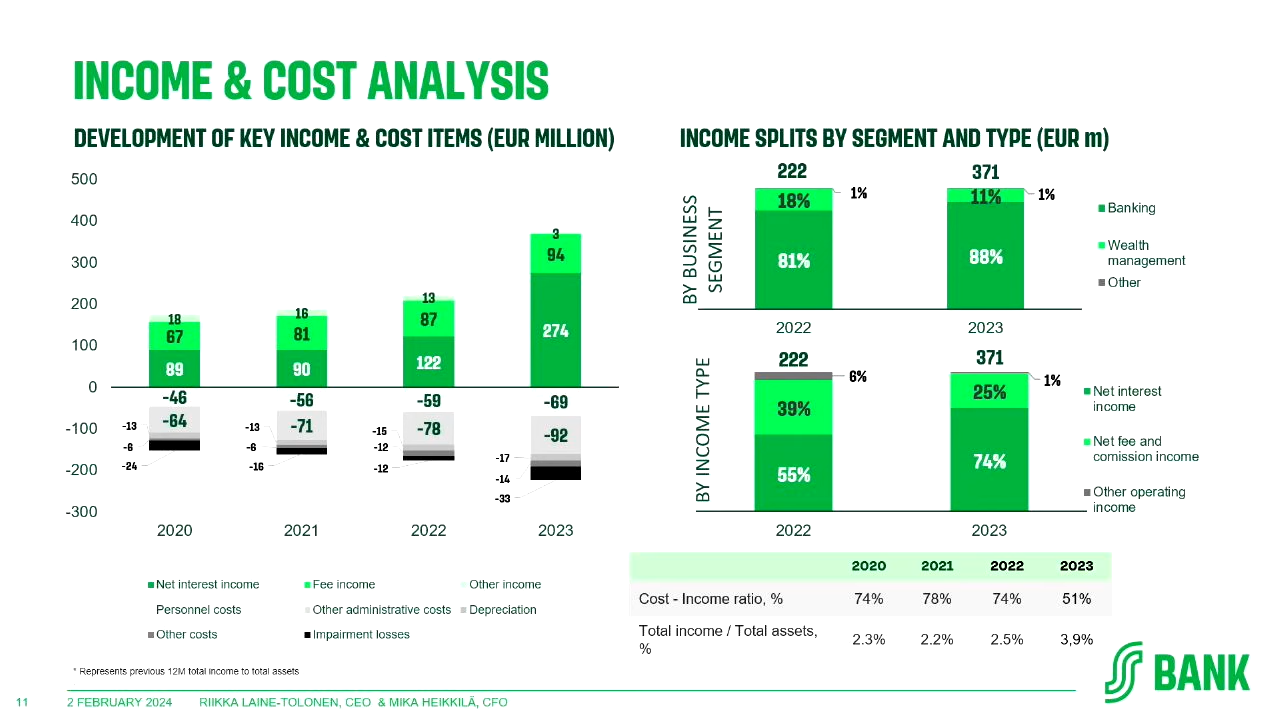 INCOME & COST ANALYSIS
DEVELOPMENT OF KEY INCOME & COST ITEMS (EUR MILLION)
500
400
300
200
100
0
-100
-200
-300
18
67
89
-46
-64
-13
-6
-24
2020
16
81
90
-56
-71
-13
-6
-16
2021
13
87
122
-59
-78
-15
-12
-12
2022
3
94
274
-69
-92
-17
-14
-33
2023
Net interest income
Fee income
Other income
Personnel costs
Other administrative costs
Depreciation
Other costs
Impairment losses
* Represents previous 12M total income to total assets
INCOME SPLITS BY SEGMENT AND TYPE (EUR m)
BY BUSINESS
SEGMENT
222
1%
18%
81%
2022
371
1%
11%
88%
2023
Banking
Wealth
management
Other
BY INCOME TYPE
222
6%
39%
55%
2022
371
1%
25%
74%
2023
Net interest
income
Net fee and
comission income
Other operating
income
2020 2021 2022 2023
Cost - Income ratio, % 74% 78% 74% 51%
Total income / Total assets,
% 2.3% 2.2% 2.5% 3,9%
BANK
11 2 FEBRUARY 2024 RIIKKA LAINE-TOLONEN, CEO & MIKA HEIKKILÄ, CFO